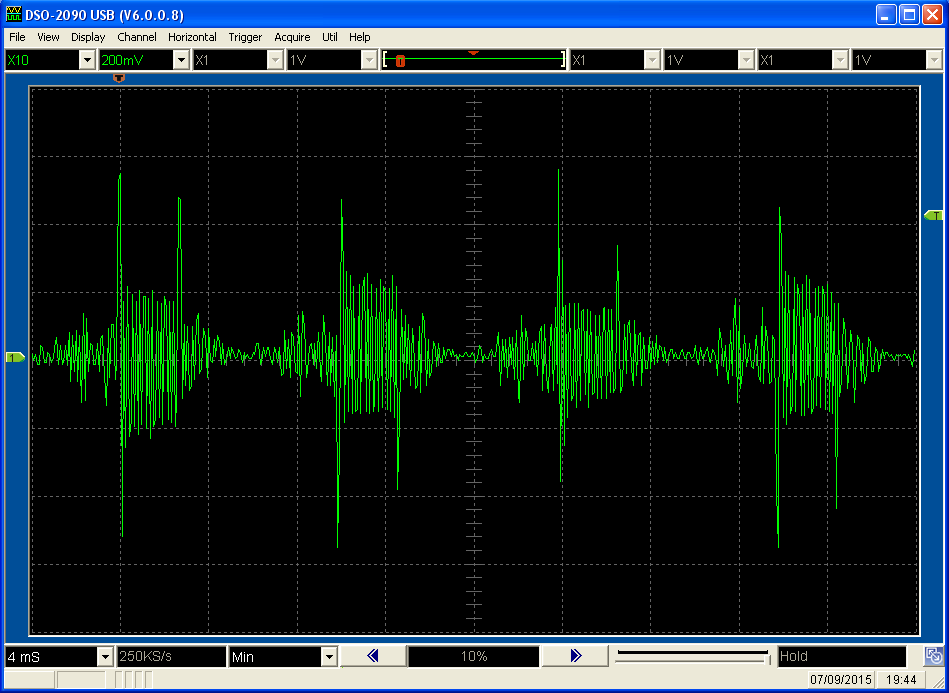 DSO-2090 USB (V6.0.0.8)
File View Display Channel Horizontal Trigger Acquire Util Help
X10 200mV X1 1V T X1 1V X1 1V
T
T
1
4 mS 250KS/s Min 10% Hold
07/09/2015 19:44